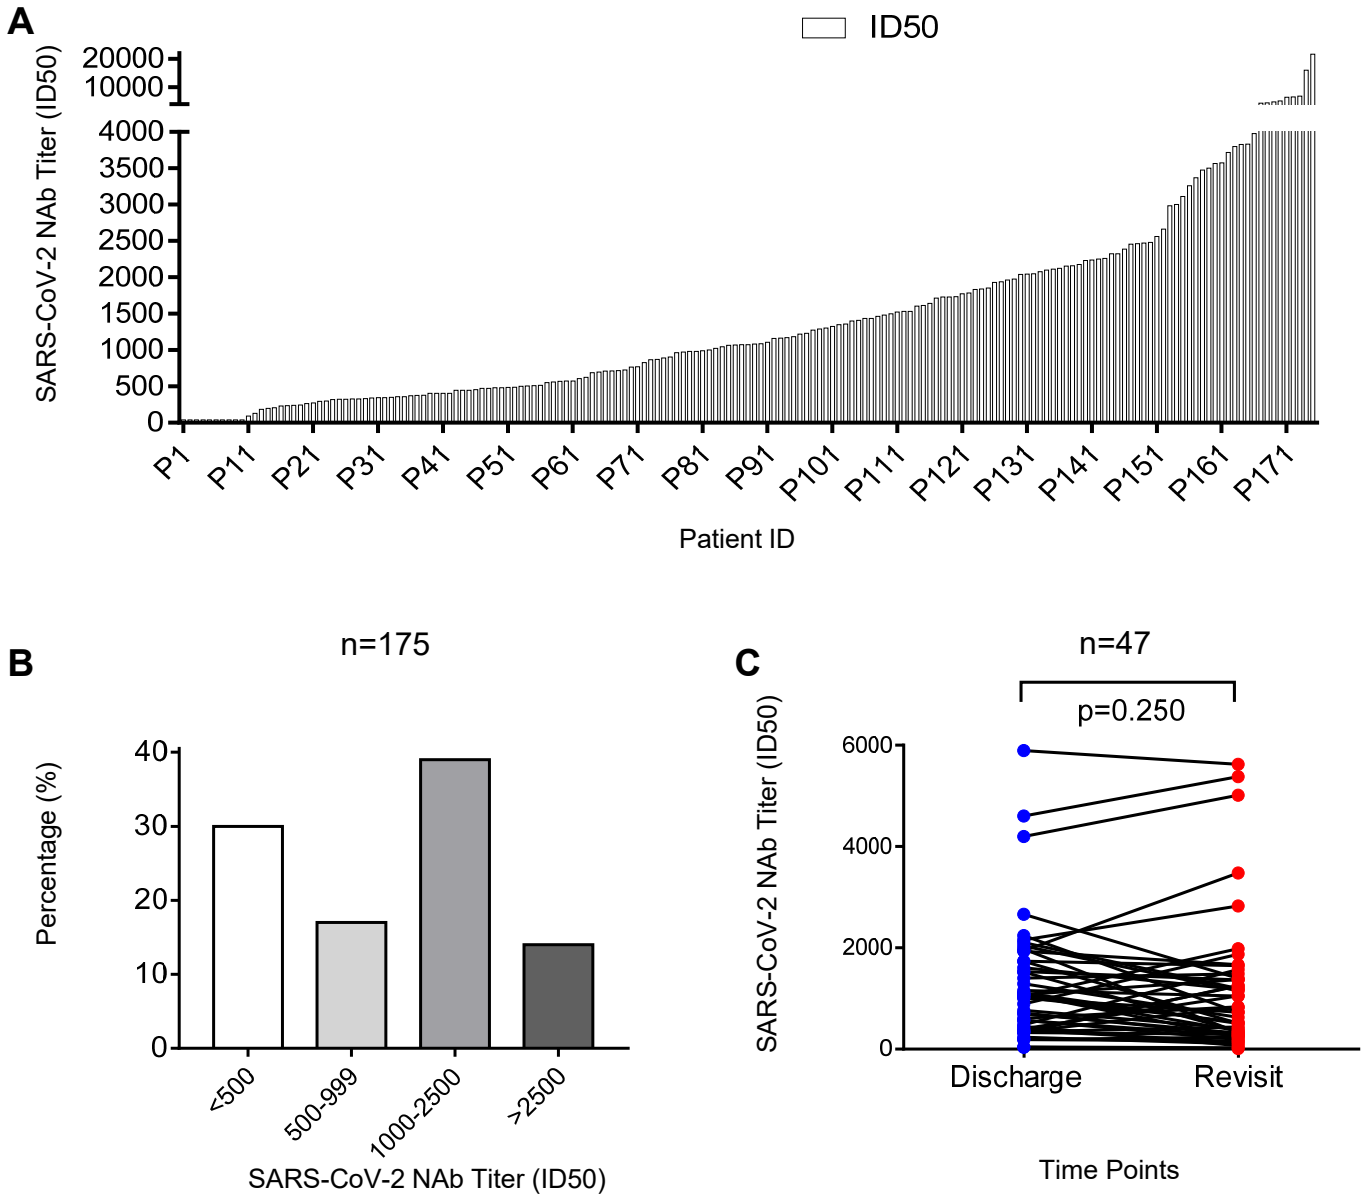 A
ID50
SARS-CoV-2 NAb Titer (ID50)
20000
10000
4000
3500
3000
2500
2000
1500
1000
500
0
P1
P11
P21
P31
P41
P51
P61
P71
P81
P91
P101
P111
P121
P131
P141
P151
P161
P171
Patient ID
B
n=175
Percentage (%)
40
30
20
10
0
<500
500-999
1000-2500
>2500
SARS-CoV-2 NAb Titer (ID50)
C
n=47
p=0.250
SARS-CoV-2 NAb Titer (ID50)
6000
4000
2000
0
Discharge
Revisit
Time Points